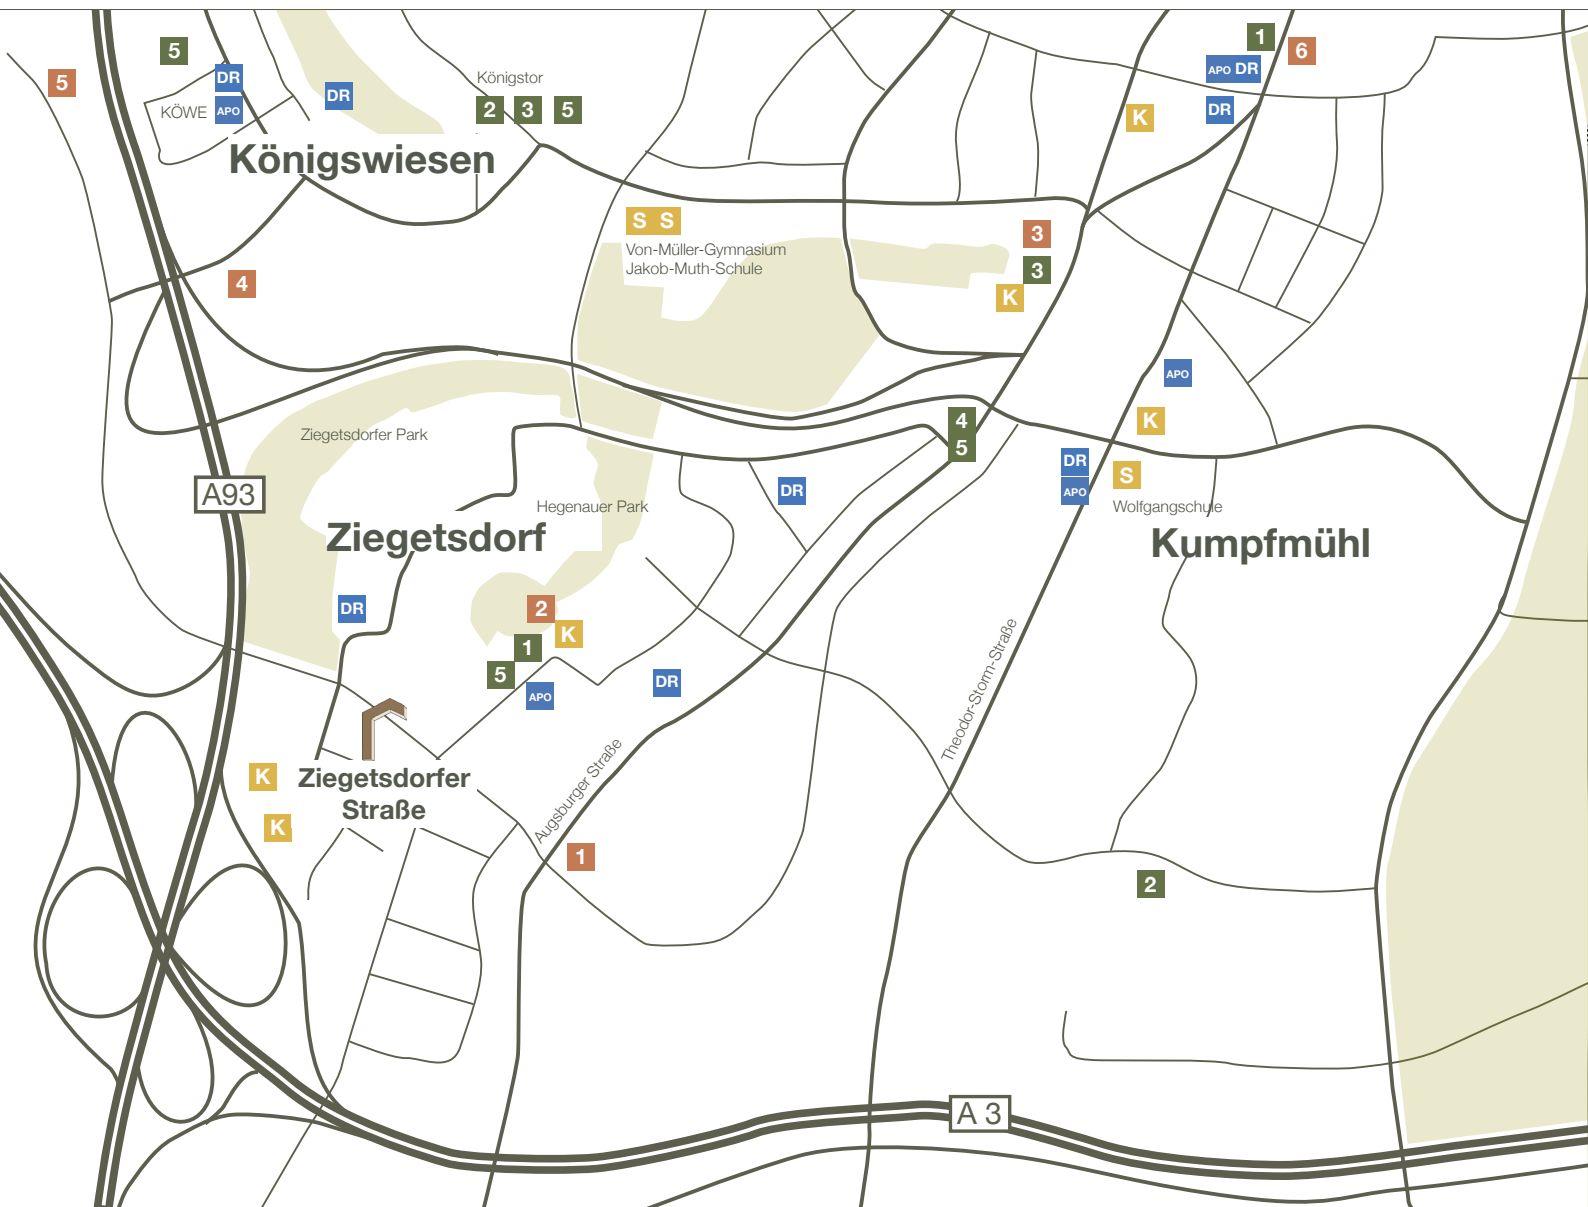 1
6
5
5
DR
APO DR
Königstor
DR
KÖWE
APO
2 3 5
DR
K
Königswiesen
S S
Von-Müller-Gymnasium
Jakob-Muth-Schule
3
3
K
4
APO
4
5
K
Ziegetsdorfer Park
DR
APO
S
Wolfgangschule
A93
DR
Hegenauer Park
Ziegetsdorf
Kumpfmühl
DR
2
K
1
5
APO
DR
Theodor-Storm-Straße
Augsburger Straße
K
Ziegetsdorfer
Straße
K
1
2
A 3